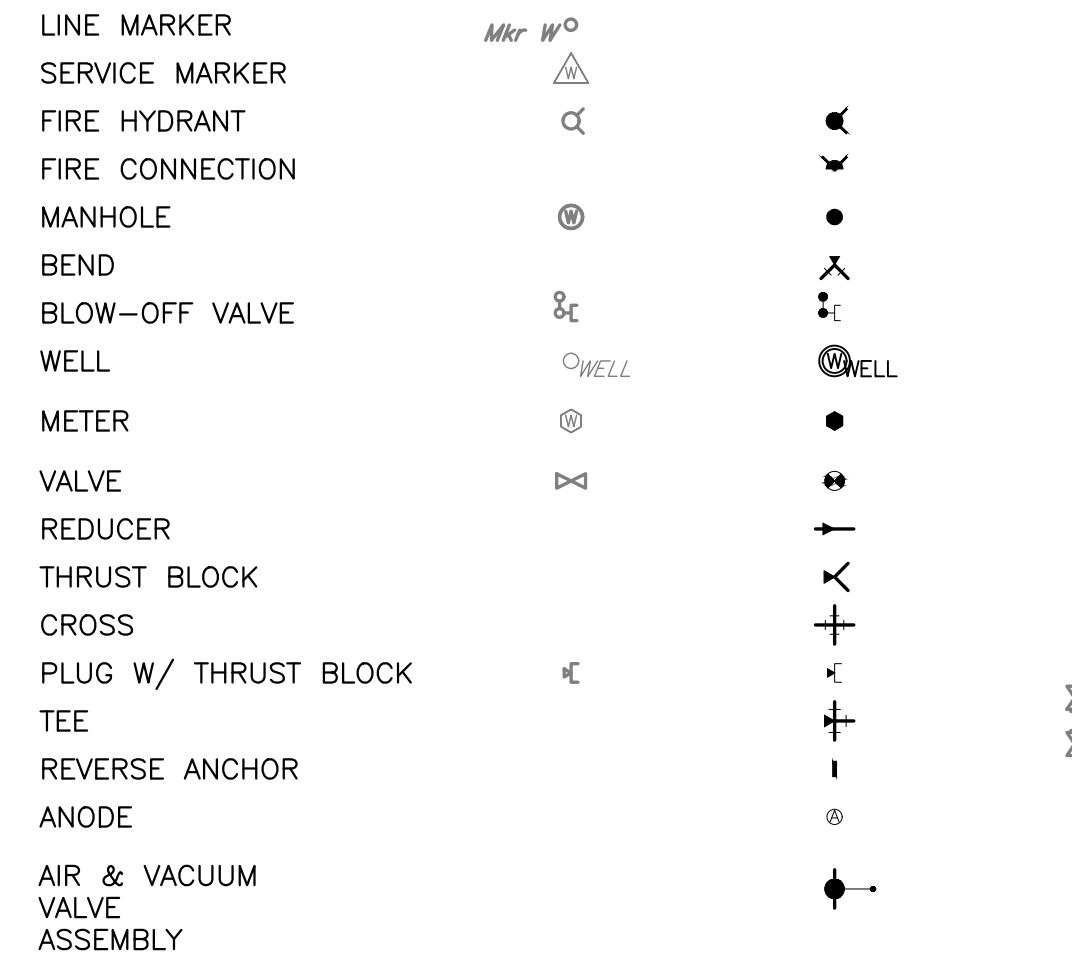 LINE MARKER Mkr W
SERVICE MARKER W
FIRE HYDRANT
FIRE CONNECTION
MANHOLE W
BEND
BLOW-OFF VALVE
WELL WELL W WELL
METER W
VALVE
REDUCER
THRUST BLOCK
CROSS
PLUG W/ THRUST BLOCK
TEE
REVERSE ANCHOR
ANODE A
AIR & VACUUM
VALVE
ASSEMBLY